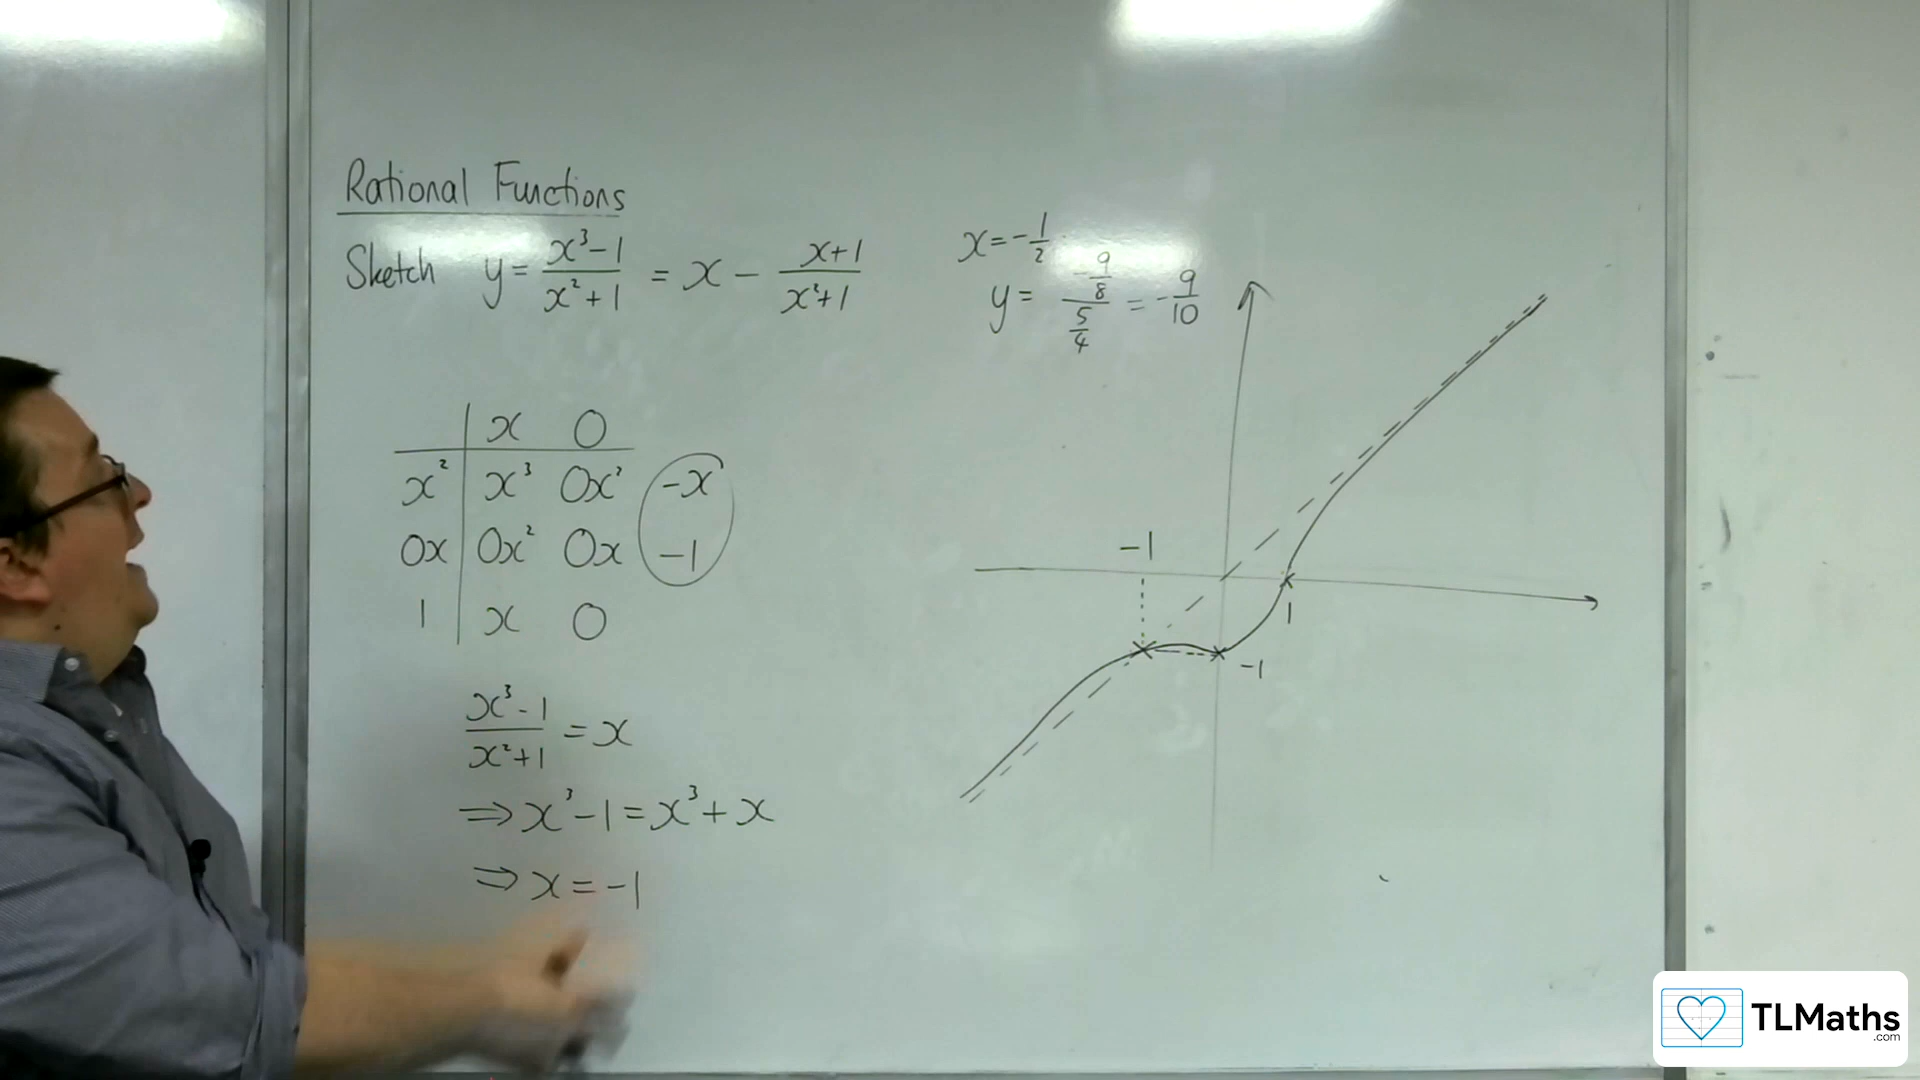 Rational Functions
Sketch y = (x³-1)/(x²+1) = x - (x+1)/(x²+1)
x = -1/2
y = (-9/8)/(5/4) = -9/10
x 0
x² x³ 0x² -x
0x 0x² 0x -1
1 x 0
(x³-1)/(x²+1) = x
⇒ x³-1 = x³+x
⇒ x = -1
-1
1
-1
TLMaths
.com